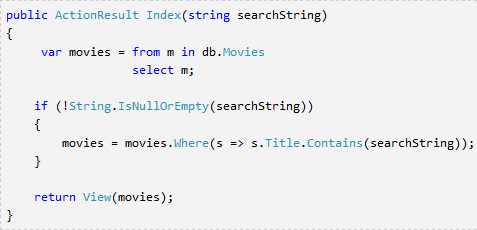 public ActionResult Index(string searchString)
{
     var movies = from m in db.Movies
                  select m;
    if (!String.IsNullOrEmpty(searchString))
    {
        movies = movies.Where(s => s.Title.Contains(searchString));
    }
    return View(movies);
}